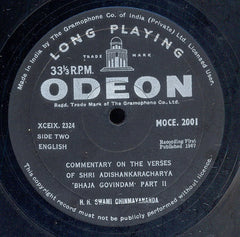 Made in India by The Gramophone Co. of India (Private) Ltd.
LONG PLAYING
TRADE MARK
33⅓ R.P.M.
ODEON
Regd. Trade Mark of The Gramophone Co. Ltd.
XCEIX. 2324
MOCE. 2001
SIDE TWO
ENGLISH
Recording First
Published 1967
COMMENTARY ON THE VERSES
OF SHRI ADISHANKARACHARYA
'BHAJA GOVINDAM' PART II
H. H. SWAMI CHINMAYANANDA
This copyright record must not be publicly performed without licence.